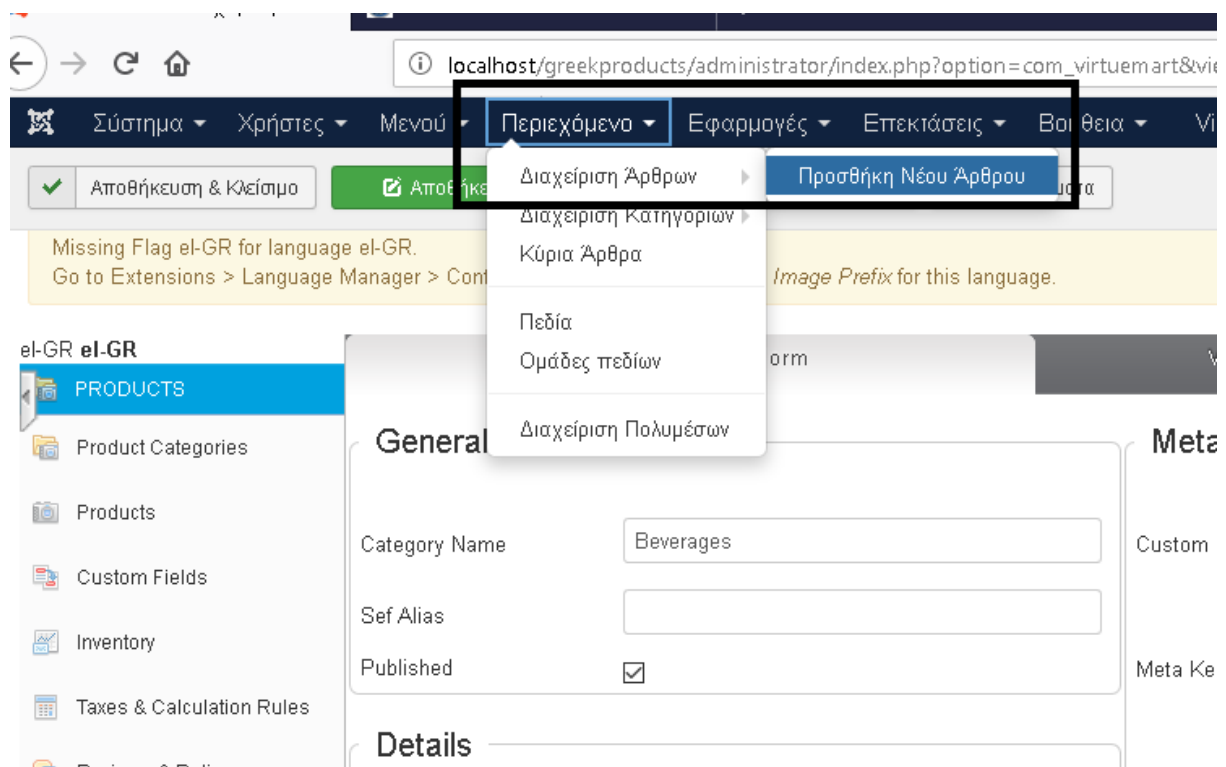 localhost/greekproducts/administrator/index.php?option=com_virtuemart&vie
Σύστημα Χρήστες Μενού Περιεχόμενο Εφαρμογές Επεκτάσεις Vi
Αποθήκευση & Κλείσιμο
Διαχείριση Άρθρων Προσθήκη Νέου Άρθρου
Διαχείριση Κατηγοριών
Κύρια Άρθρα
Πεδία
Ομάδες πεδίων
Διαχείριση Πολυμέσων
Missing Flag el-GR for language el-GR.
Go to Extensions > Language Manager > Cont Image Prefix for this language.
el-GR el-GR
orm
PRODUCTS
Product Categories
Products
Custom Fields
Inventory
Taxes & Calculation Rules
General
Category Name Beverages
Sef Alias
Published
Details
Meta
Custom
Meta Ke